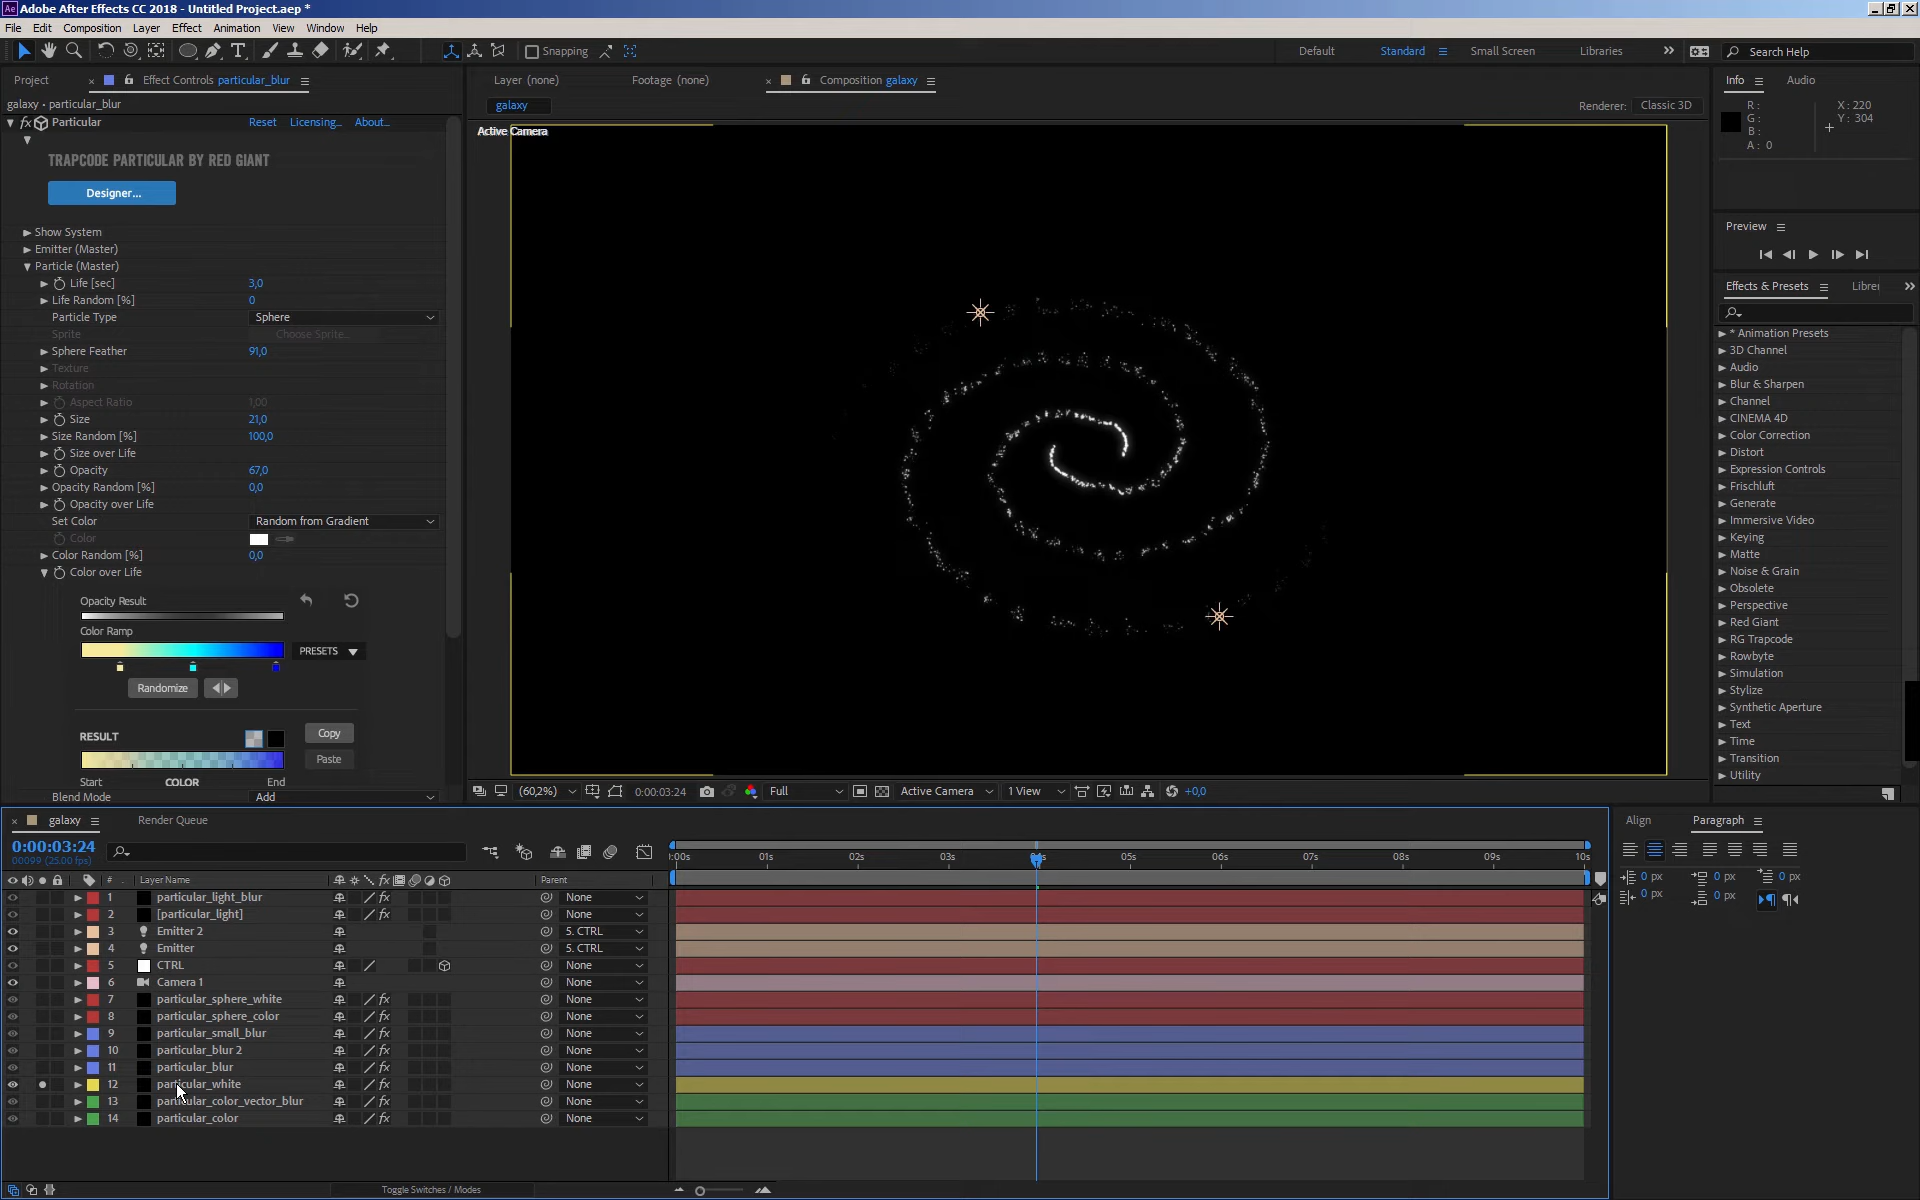 Adobe After Effects CC 2018 - Untitled Project.aep *
File Edit Composition Layer Effect Animation View Window Help
Snapping Default Standard Small Screen Libraries Search Help
Project Effect Controls particular_blur Layer (none) Footage (none) Composition galaxy Info Audio
galaxy • particular_blur
galaxy Renderer: Classic 3D
R : X : 220
G : Y : 304
B :
A : 0
fx Particular Reset Licensing... About...
Active Camera
TRAPCODE PARTICULAR BY RED GIANT
Designer...
Preview
Show System
Emitter (Master)
Particle (Master)
Life [sec] 3,0
Life Random [%] 0
Particle Type Sphere
Sprite Choose Sprite...
Sphere Feather 91,0
Texture
Rotation
Aspect Ratio 1,00
Size 21,0
Size Random [%] 100,0
Size over Life
Opacity 67,0
Opacity Random [%] 0,0
Opacity over Life
Set Color Random from Gradient
Color
Color Random [%] 0,0
Color over Life
Opacity Result
Color Ramp
PRESETS
Randomize
RESULT
Copy
Paste
Start COLOR End
Blend Mode Add
Effects & Presets Librei
* Animation Presets
3D Channel
Audio
Blur & Sharpen
Channel
CINEMA 4D
Color Correction
Distort
Expression Controls
Frischluft
Generate
Immersive Video
Keying
Matte
Noise & Grain
Obsolete
Perspective
Red Giant
RG Trapcode
Rowbyte
Simulation
Stylize
Synthetic Aperture
Text
Time
Transition
Utility
(60,2%) 0:00:03:24 Full Active Camera 1 View +0,0
galaxy Render Queue
0:00:03:24
00099 (25.00 fps)
:00s 01s 02s 03s 05s 06s 07s 08s 09s 10s
# Layer Name fx Parent
1 particular_light_blur fx None
2 [particular_light] fx None
3 Emitter 2 5. CTRL
4 Emitter 5. CTRL
5 CTRL None
6 Camera 1 None
7 particular_sphere_white fx None
8 particular_sphere_color fx None
9 particular_small_blur fx None
10 particular_blur 2 fx None
11 particular_blur fx None
12 particular_white fx None
13 particular_color_vector_blur fx None
14 particular_color fx None
Toggle Switches / Modes
Align Paragraph
0 px 0 px 0 px
0 px 0 px